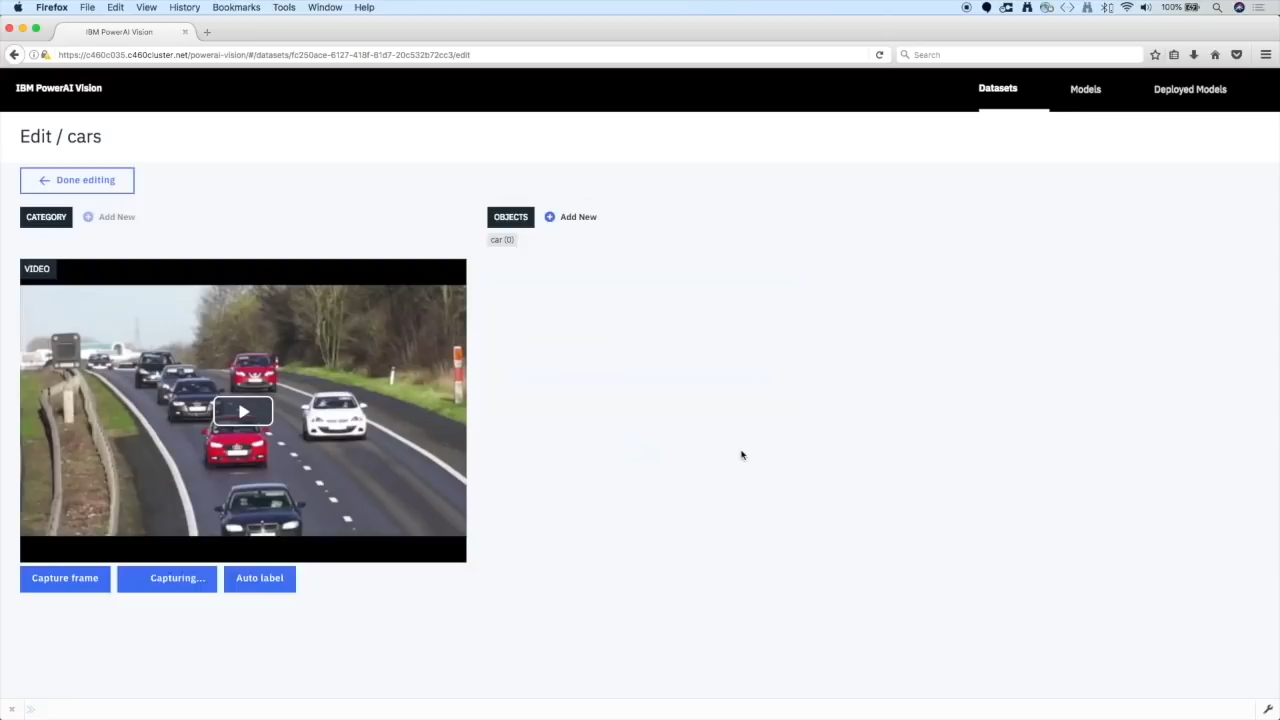 Firefox File Edit View History Bookmarks Tools Window Help 100%
IBM PowerAI Vision
https://c460c035.c460cluster.net/powerai-vision/#/datasets/fc250ace-6127-418f-81d7-20c532b72cc3/edit Search
IBM PowerAI Vision Datasets Models Deployed Models
Edit / cars
Done editing
CATEGORY Add New OBJECTS Add New
car (0)
VIDEO
Capture frame Capturing... Auto label